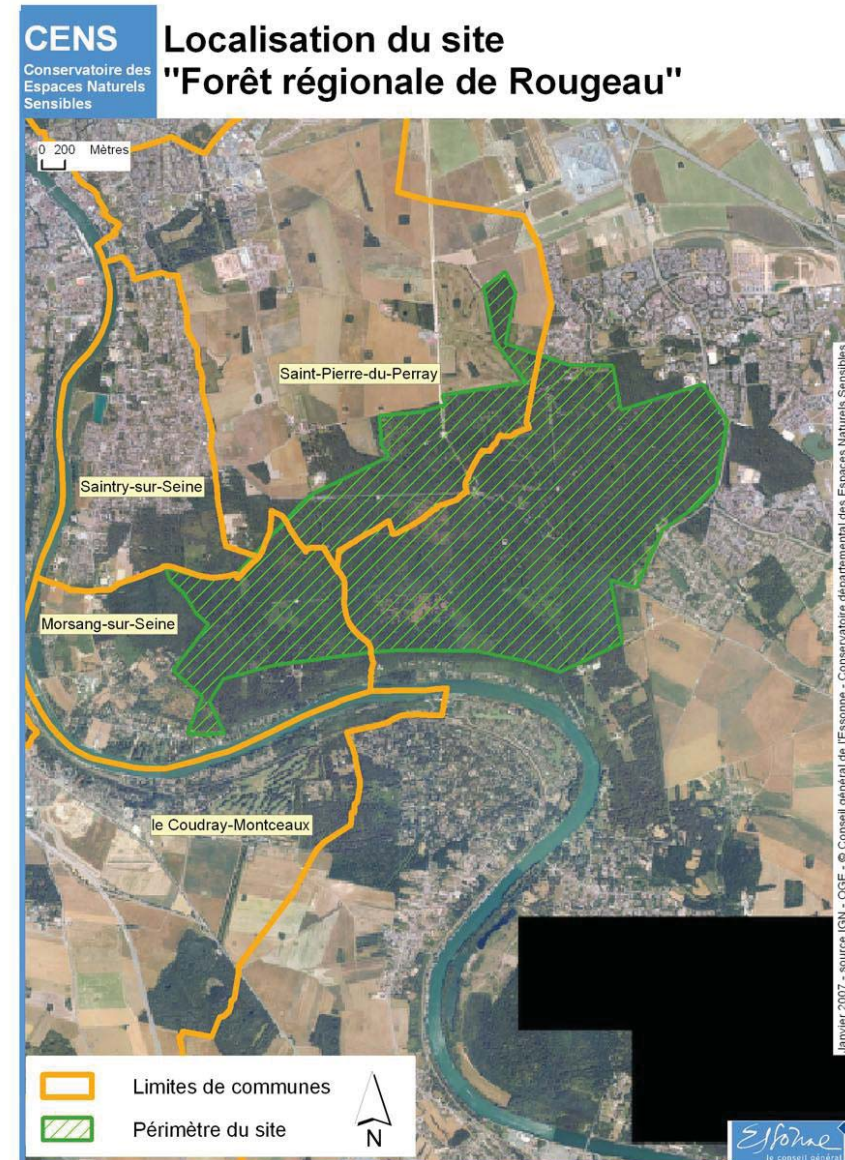 CENS
Conservatoire des
Espaces Naturels
Sensibles
Localisation du site
"Forêt régionale de Rougeau"
0 200 Mètres
Saint-Pierre-du-Perray
Saintry-sur-Seine
Morsang-sur-Seine
le Coudray-Montceaux
Limites de communes
Périmètre du site
N
Janvier 2007 - source IGN - OGE - © Conseil général de l'Essonne - Conservatoire départemental des Espaces Naturels Sensibles
Essonne
le conseil général